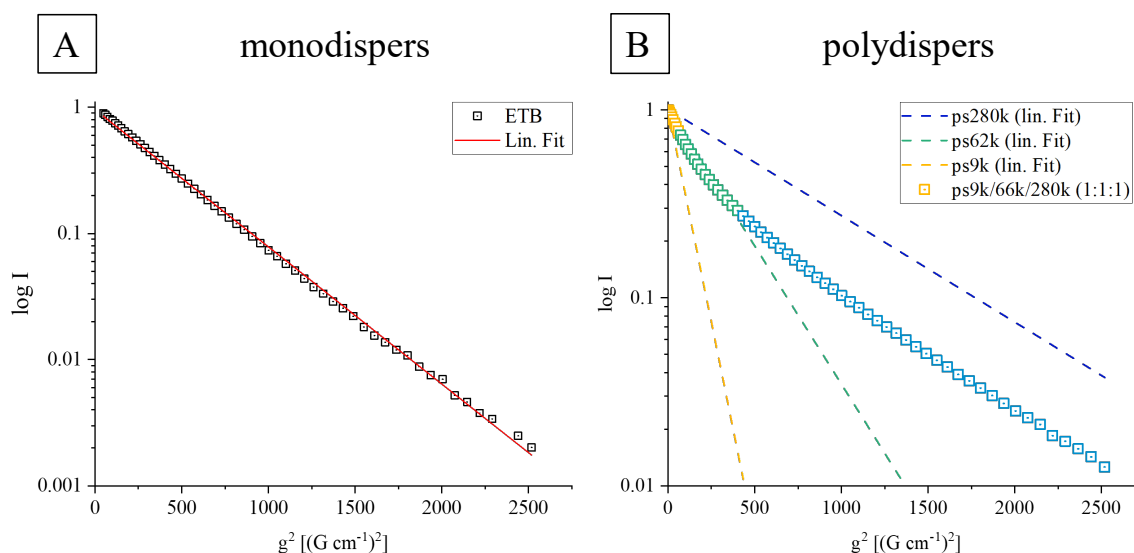 A
monodispers
1
0.1
0.01
0.001
log I
0
500
1000
1500
2000
2500
g² [(G cm⁻¹)²]
ETB
Lin. Fit
B
polydispers
1
0.1
0.01
log I
0
500
1000
1500
2000
2500
g² [(G cm⁻¹)²]
ps280k (lin. Fit)
ps62k (lin. Fit)
ps9k (lin. Fit)
ps9k/66k/280k (1:1:1)